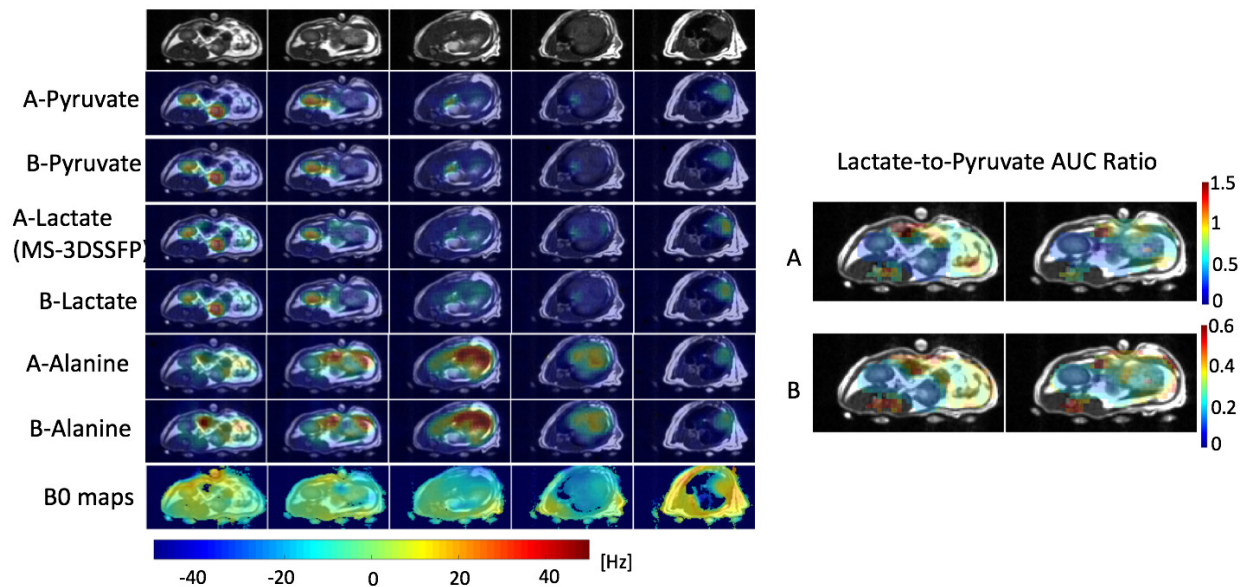 A-Pyruvate
B-Pyruvate
A-Lactate
(MS-3DSSFP)
B-Lactate
A-Alanine
B-Alanine
B0 maps
[Hz]
-40 -20 0 20 40
Lactate-to-Pyruvate AUC Ratio
A
1.5
1
0.5
0
B
0.6
0.4
0.2
0